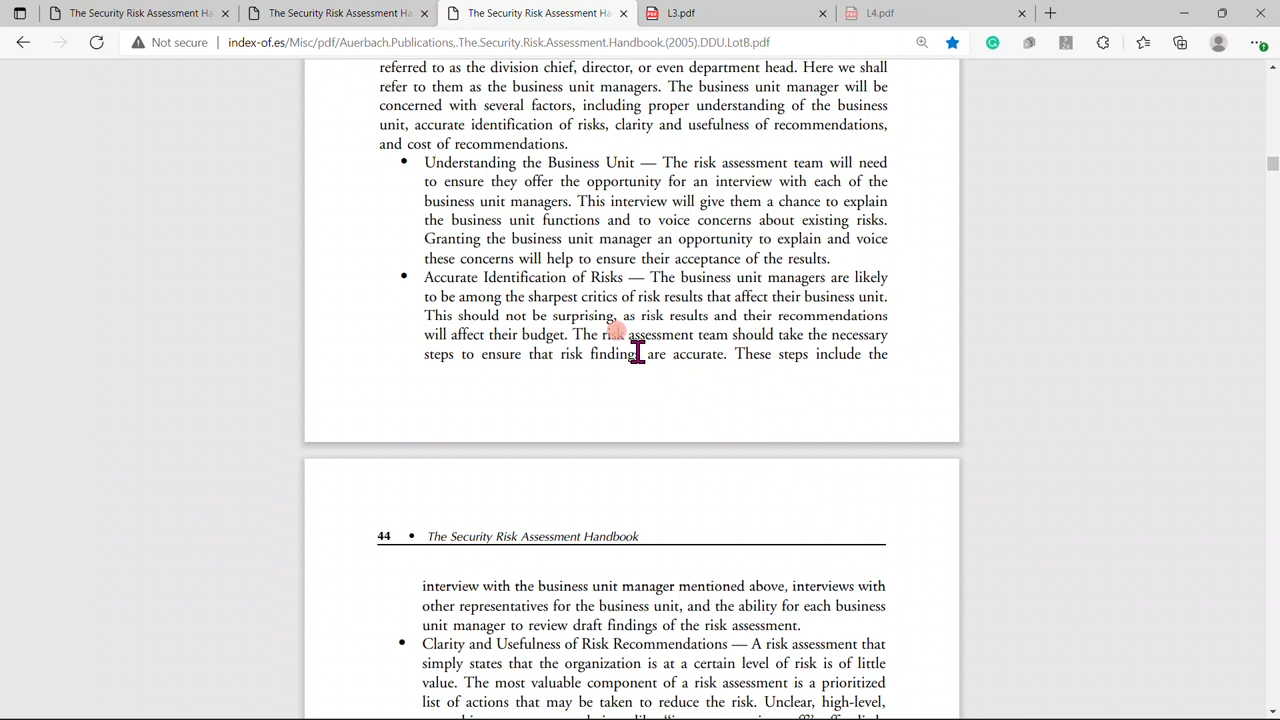 The Security Risk Assessment Ha
The Security Risk Assessment Ha
The Security Risk Assessment Ha
L3.pdf
L4.pdf
Not secure
index-of.es/Misc/pdf/Auerbach.Publications,.The.Security.Risk.Assessment.Handbook.(2005).DDU.LotB.pdf
referred to as the division chief, director, or even department head. Here we shall
refer to them as the business unit managers. The business unit manager will be
concerned with several factors, including proper understanding of the business
unit, accurate identification of risks, clarity and usefulness of recommendations,
and cost of recommendations.
• Understanding the Business Unit — The risk assessment team will need
to ensure they offer the opportunity for an interview with each of the
business unit managers. This interview will give them a chance to explain
the business unit functions and to voice concerns about existing risks.
Granting the business unit manager an opportunity to explain and voice
these concerns will help to ensure their acceptance of the results.
• Accurate Identification of Risks — The business unit managers are likely
to be among the sharpest critics of risk results that affect their business unit.
This should not be surprising, as risk results and their recommendations
will affect their budget. The risk assessment team should take the necessary
steps to ensure that risk findings are accurate. These steps include the
44 • The Security Risk Assessment Handbook
interview with the business unit manager mentioned above, interviews with
other representatives for the business unit, and the ability for each business
unit manager to review draft findings of the risk assessment.
• Clarity and Usefulness of Risk Recommendations — A risk assessment that
simply states that the organization is at a certain level of risk is of little
value. The most valuable component of a risk assessment is a prioritized
list of actions that may be taken to reduce the risk. Unclear, high-level,